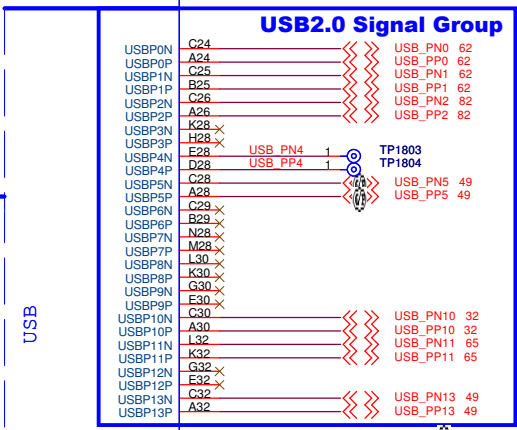 USB2.0 Signal Group
USBP0N C24 USB_PN0 62
USBP0P A24 USB_PP0 62
USBP1N C25 USB_PN1 62
USBP1P B25 USB_PP1 62
USBP2N C26 USB_PN2 82
USBP2P A26 USB_PP2 82
USBP3N K28
USBP3P H28
USBP4N E28 USB_PN4 1 TP1803
USBP4P D28 USB_PP4 1 TP1804
USBP5N C28 USB_PN5 49
USBP5P A28 USB_PP5 49
USBP6N C29
USBP6P B29
USBP7N N28
USBP7P M28
USBP8N L30
USBP8P K30
USBP9N G30
USBP9P E30
USBP10N C30 USB_PN10 32
USBP10P A30 USB_PP10 32
USBP11N L32 USB_PN11 65
USBP11P K32 USB_PP11 65
USBP12N G32
USBP12P E32
USBP13N C32 USB_PN13 49
USBP13P A32 USB_PP13 49
USB